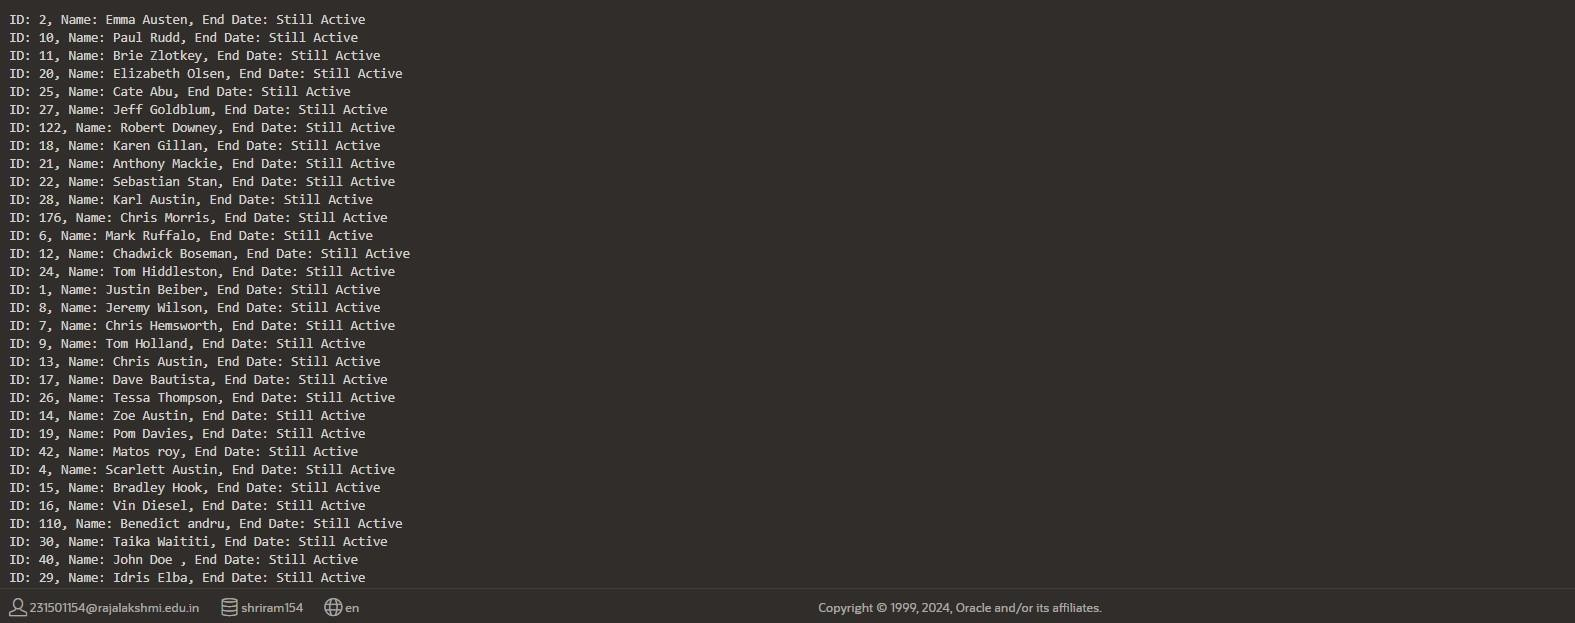 ID: 2, Name: Emma Austen, End Date: Still Active
ID: 10, Name: Paul Rudd, End Date: Still Active
ID: 11, Name: Brie Zlotkey, End Date: Still Active
ID: 20, Name: Elizabeth Olsen, End Date: Still Active
ID: 25, Name: Cate Abu, End Date: Still Active
ID: 27, Name: Jeff Goldblum, End Date: Still Active
ID: 122, Name: Robert Downey, End Date: Still Active
ID: 18, Name: Karen Gillan, End Date: Still Active
ID: 21, Name: Anthony Mackie, End Date: Still Active
ID: 22, Name: Sebastian Stan, End Date: Still Active
ID: 28, Name: Karl Austin, End Date: Still Active
ID: 176, Name: Chris Morris, End Date: Still Active
ID: 6, Name: Mark Ruffalo, End Date: Still Active
ID: 12, Name: Chadwick Boseman, End Date: Still Active
ID: 24, Name: Tom Hiddleston, End Date: Still Active
ID: 1, Name: Justin Beiber, End Date: Still Active
ID: 8, Name: Jeremy Wilson, End Date: Still Active
ID: 7, Name: Chris Hemsworth, End Date: Still Active
ID: 9, Name: Tom Holland, End Date: Still Active
ID: 13, Name: Chris Austin, End Date: Still Active
ID: 17, Name: Dave Bautista, End Date: Still Active
ID: 26, Name: Tessa Thompson, End Date: Still Active
ID: 14, Name: Zoe Austin, End Date: Still Active
ID: 19, Name: Pom Davies, End Date: Still Active
ID: 42, Name: Matos roy, End Date: Still Active
ID: 4, Name: Scarlett Austin, End Date: Still Active
ID: 15, Name: Bradley Hook, End Date: Still Active
ID: 16, Name: Vin Diesel, End Date: Still Active
ID: 110, Name: Benedict andru, End Date: Still Active
ID: 30, Name: Taika Waititi, End Date: Still Active
ID: 40, Name: John Doe , End Date: Still Active
ID: 29, Name: Idris Elba, End Date: Still Active
231501154@rajalakshmi.edu.in shriram154 en Copyright © 1999, 2024, Oracle and/or its affiliates.